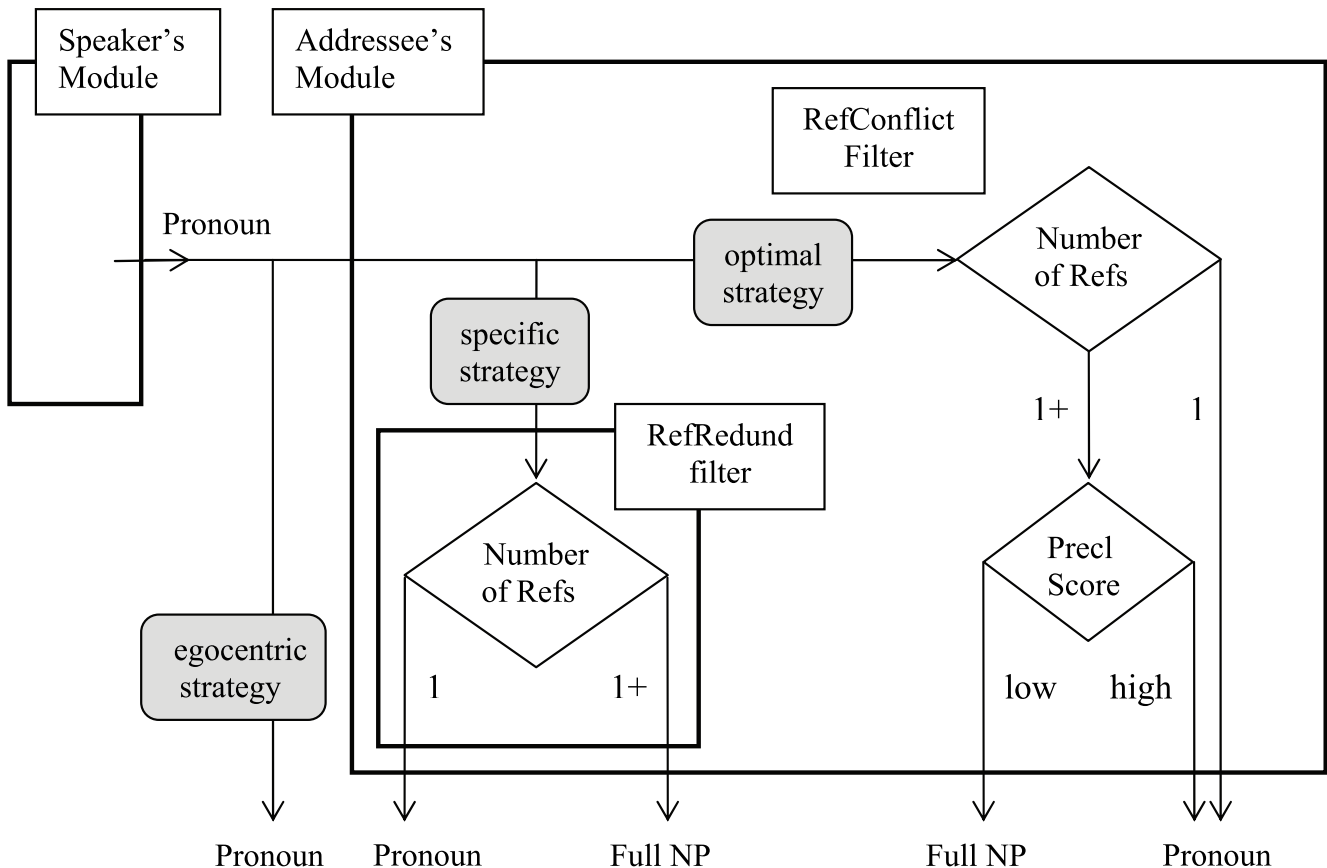 Speaker's
Module
Addressee's
Module
RefConflict
Filter
Pronoun
optimal
strategy
Number
of Refs
specific
strategy
1+
1
RefRedund
filter
Number
of Refs
Precl
Score
egocentric
strategy
1
1+
low
high
Pronoun
Pronoun
Full NP
Full NP
Pronoun